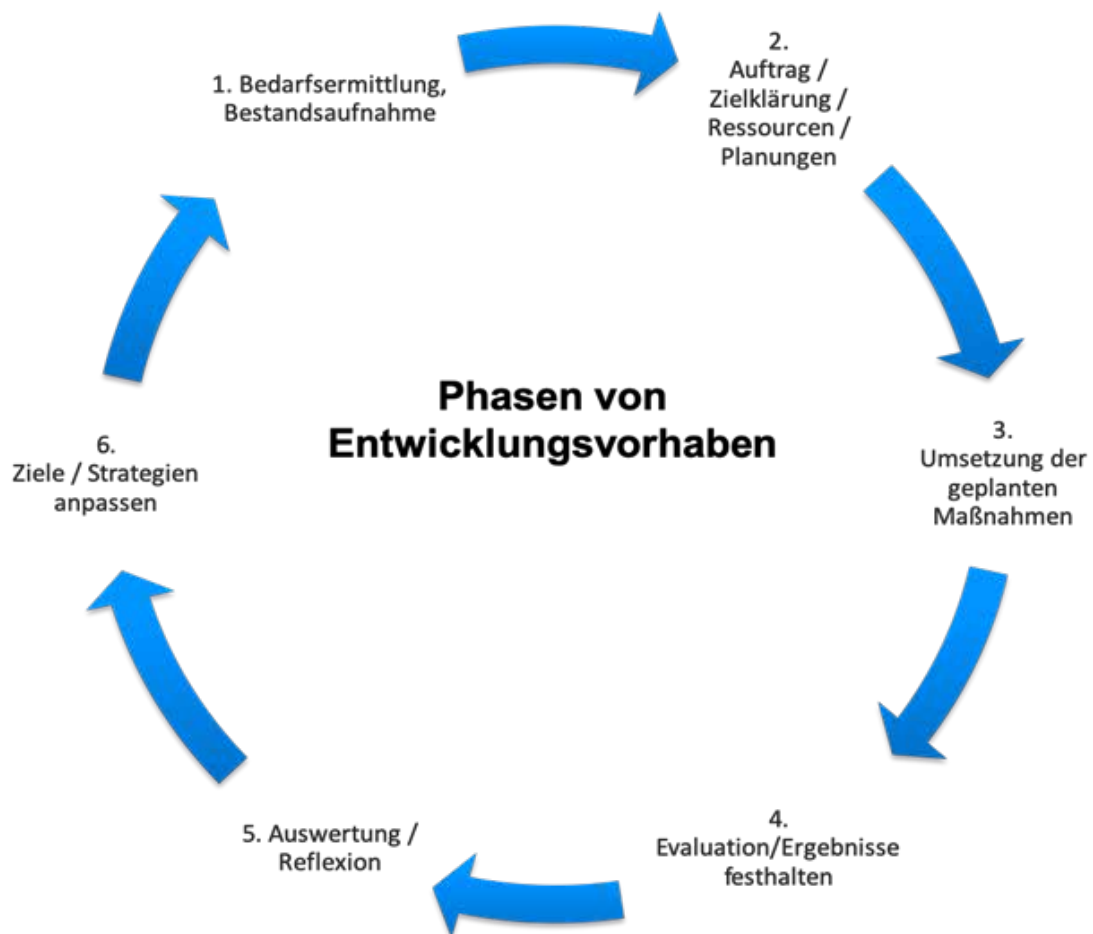 1. Bedarfsermittlung,
Bestandsaufnahme
2.
Auftrag /
Zielklärung /
Ressourcen /
Planungen
Phasen von
Entwicklungsvorhaben
3.
Umsetzung der
geplanten
Maßnahmen
4.
Evaluation/Ergebnisse
festhalten
5. Auswertung /
Reflexion
6.
Ziele / Strategien
anpassen